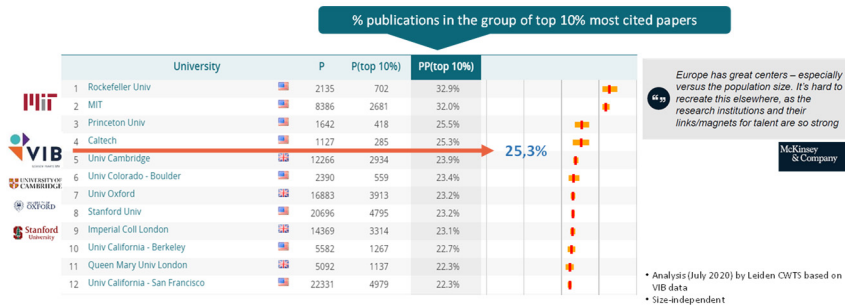 % publications in the group of top 10% most cited papers
University P P(top 10%) PP(top 10%)
1 Rockefeller Univ 2135 702 32.9%
2 MIT 8386 2681 32.0%
3 Princeton Univ 1642 418 25.5%
4 Caltech 1127 285 25.3%
25,3%
5 Univ Cambridge 12266 2934 23.9%
6 Univ Colorado - Boulder 2390 559 23.4%
7 Univ Oxford 16883 3913 23.2%
8 Stanford Univ 20696 4795 23.2%
9 Imperial Coll London 14369 3314 23.1%
10 Univ California - Berkeley 5582 1267 22.7%
11 Queen Mary Univ London 5092 1137 22.3%
12 Univ California - San Francisco 22331 4979 22.3%
MIT
VIB
UNIVERSITY OF
CAMBRIDGE
OXFORD
Stanford
University
Europe has great centers – especially
versus the population size. It's hard to
recreate this elsewhere, as the
research institutions and their
links/magnets for talent are so strong
McKinsey
& Company
• Analysis (July 2020) by Leiden CWTS based on
VIB data
• Size-independent